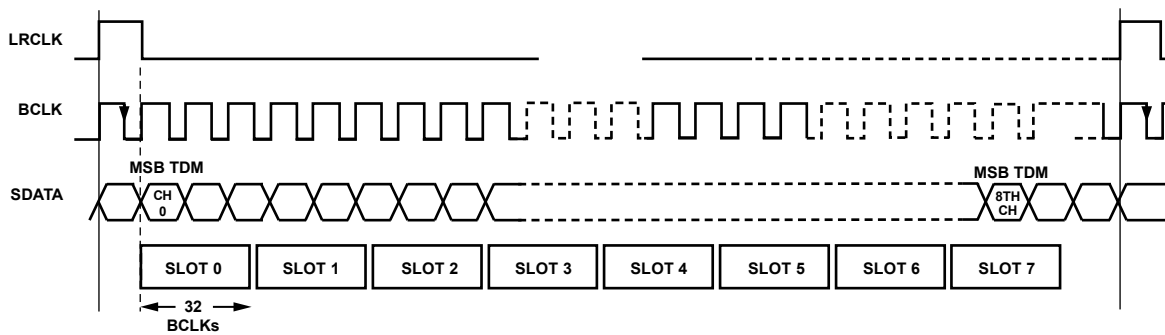 LRCLK
BCLK
MSB TDM
MSB TDM
SDATA
CH
0
8TH
CH
SLOT 0
SLOT 1
SLOT 2
SLOT 3
SLOT 4
SLOT 5
SLOT 6
SLOT 7
32
BCLKs